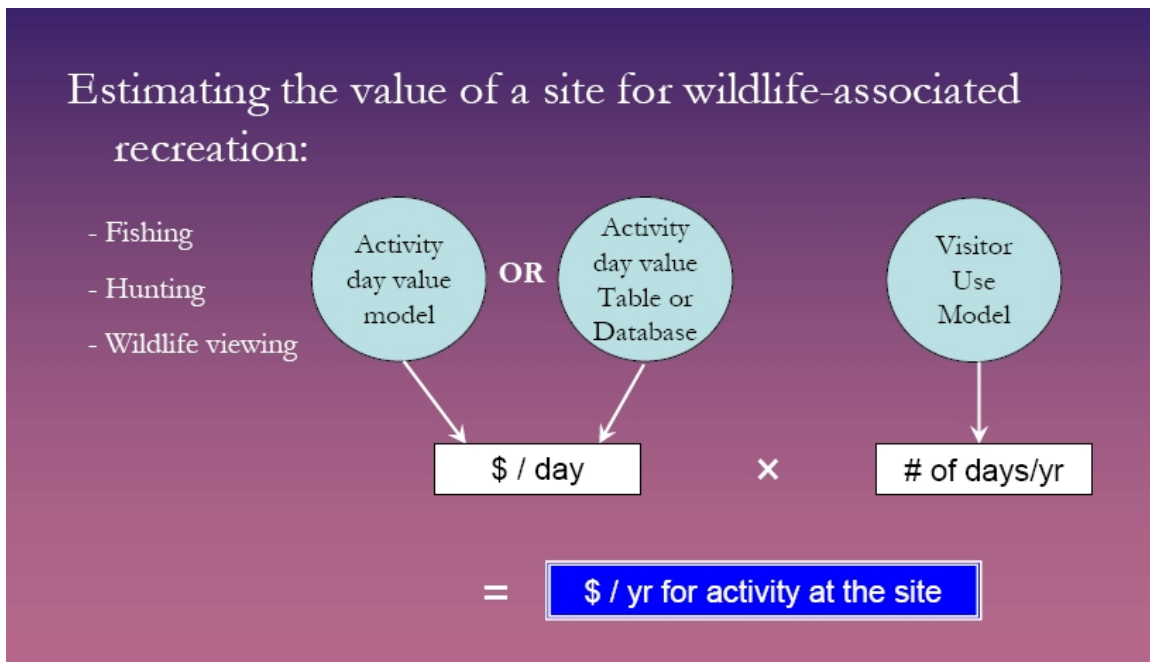 Estimating the value of a site for wildlife-associated
recreation:
- Fishing
- Hunting
- Wildlife viewing
Activity
day value
model
OR
Activity
day value
Table or
Database
Visitor
Use
Model
$ / day
×
# of days/yr
=
$ / yr for activity at the site